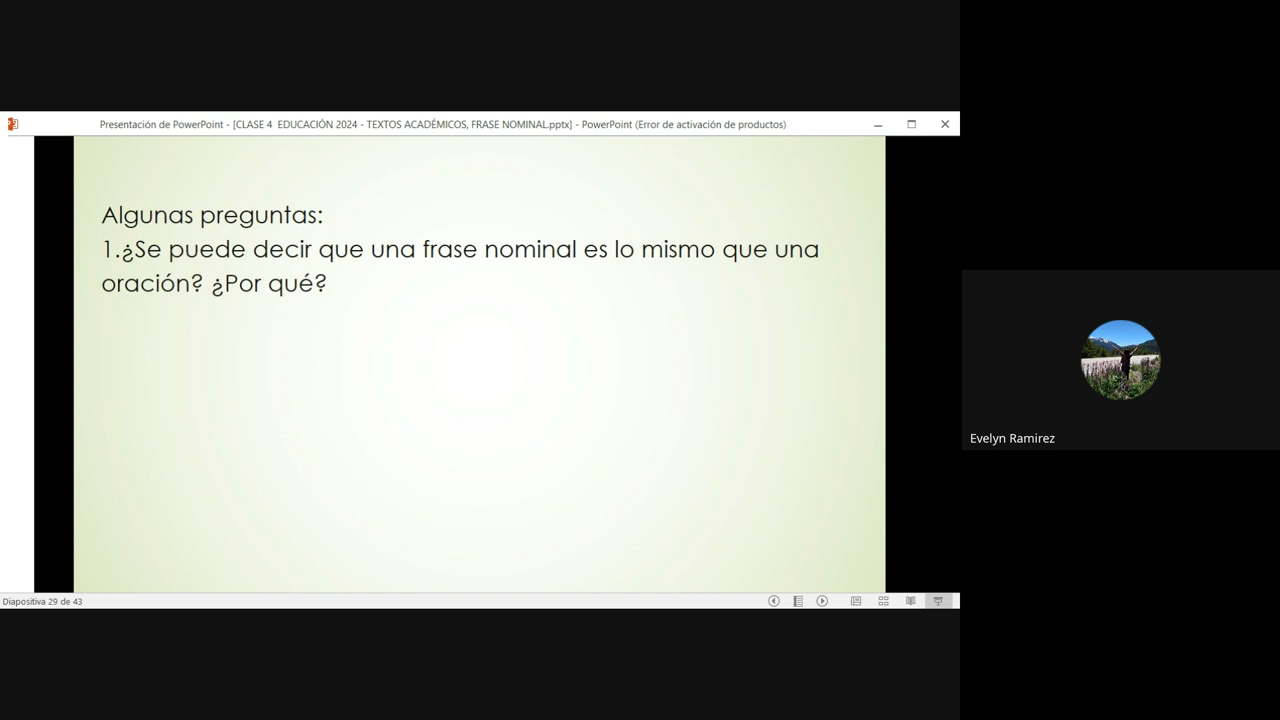 Presentación de PowerPoint - [CLASE 4  EDUCACIÓN 2024 - TEXTOS ACADÉMICOS, FRASE NOMINAL.pptx] - PowerPoint (Error de activación de productos)
Algunas preguntas:
1.¿Se puede decir que una frase nominal es lo mismo que una
oración? ¿Por qué?
Evelyn Ramirez
Diapositiva 29 de 43